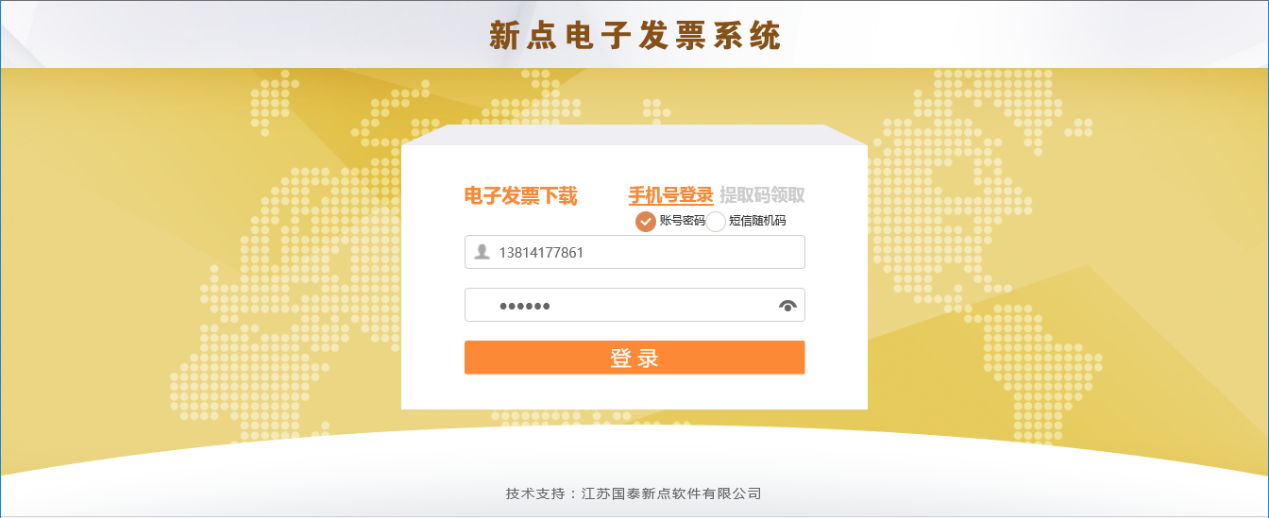 新点电子发票系统
电子发票下载
手机号登录 提取码领取
账号密码 短信随机码
13814177861
••••••
登录
技术支持：江苏国泰新点软件有限公司